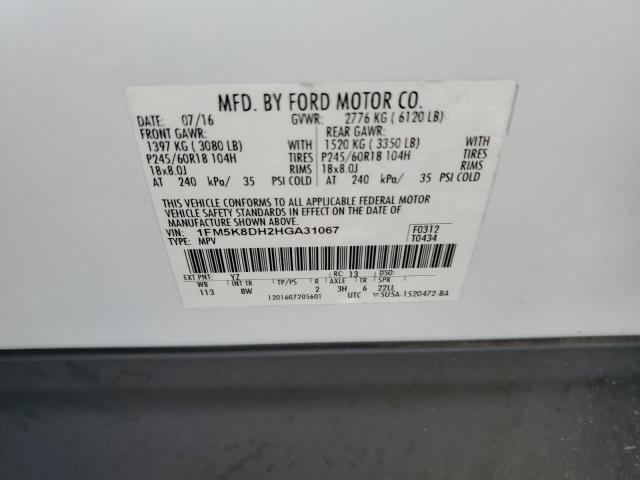 MFD. BY FORD MOTOR CO.
DATE: 07/16 GVWR: 2776 KG ( 6120 LB)
FRONT GAWR: REAR GAWR:
1397 KG ( 3080 LB) WITH 1520 KG ( 3350 LB) WITH
P245/60R18 104H TIRES P245/60R18 104H TIRES
18x8.0J RIMS 18x8.0J RIMS
AT 240 kPa/ 35 PSI COLD AT 240 kPa/ 35 PSI COLD
THIS VEHICLE CONFORMS TO ALL APPLICABLE FEDERAL MOTOR
VEHICLE SAFETY STANDARDS IN EFFECT ON THE DATE OF
MANUFACTURE SHOWN ABOVE.
VIN: 1FM5K8DH2HGA31067 F0312
TYPE: MPV T0434
EXT PNT: YZ RC: 13 DSO:
WB INT TR TP/PS R AXLE TR SPR
113 BW 2 3H 6 22LL
1201607205601 UTC ▽5U5A-1520472-BA